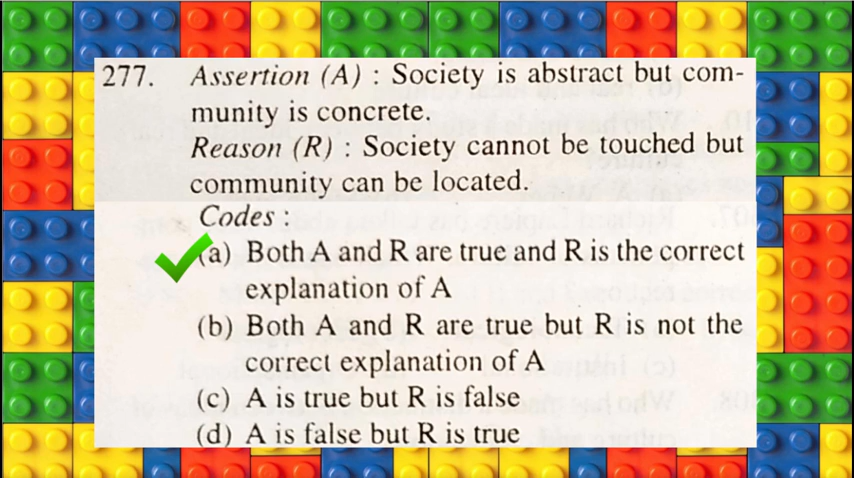 277. Assertion (A) : Society is abstract but com-
munity is concrete.
Reason (R) : Society cannot be touched but
community can be located.
Codes :
(a) Both A and R are true and R is the correct
explanation of A
(b) Both A and R are true but R is not the
correct explanation of A
(c) A is true but R is false
(d) A is false but R is true